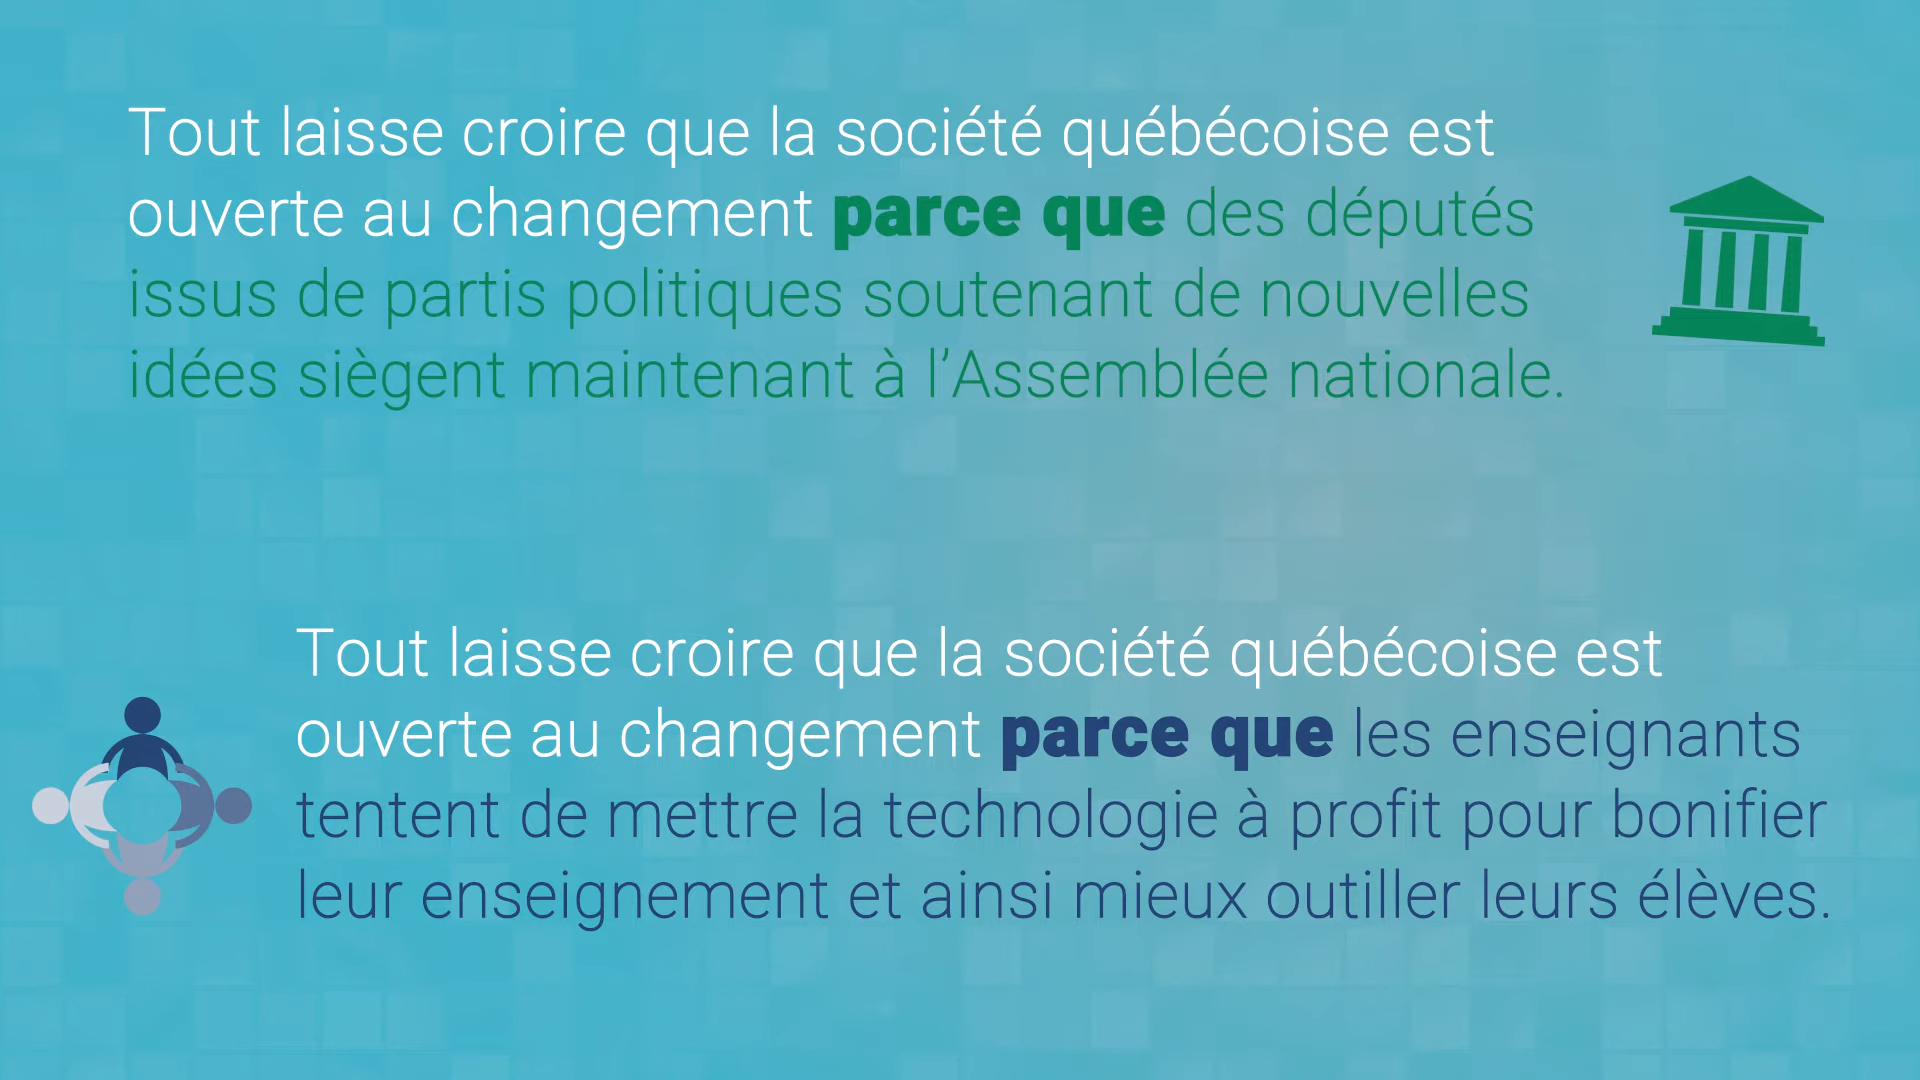 Tout laisse croire que la société québécoise est
ouverte au changement parce que des députés
issus de partis politiques soutenant de nouvelles
idées siègent maintenant à l’Assemblée nationale.
Tout laisse croire que la société québécoise est
ouverte au changement parce que les enseignants
tentent de mettre la technologie à profit pour bonifier
leur enseignement et ainsi mieux outiller leurs élèves.